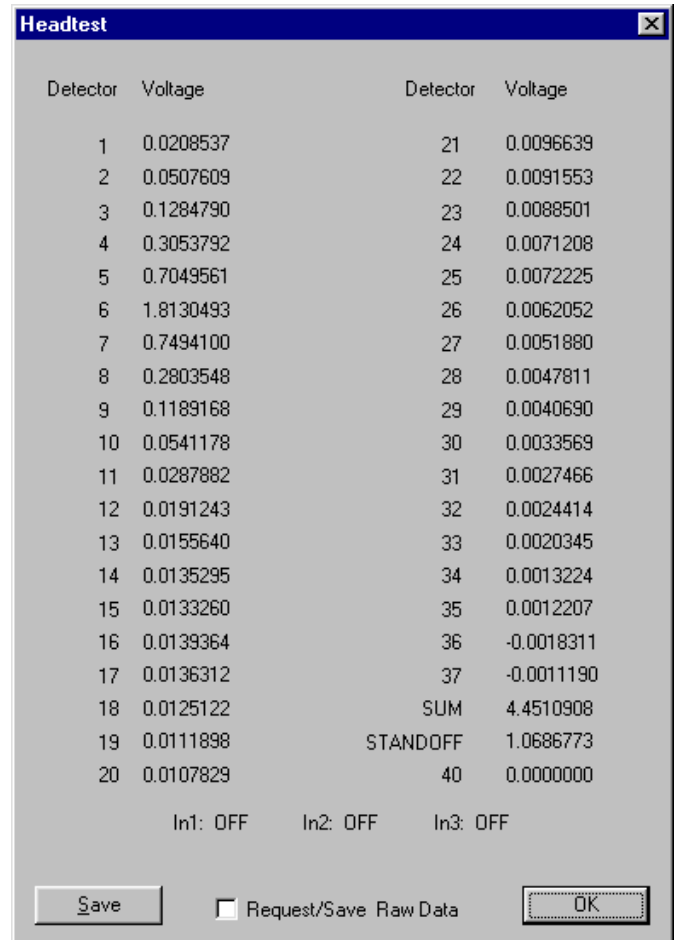 Headtest
Detector Voltage Detector Voltage
1 0.0208537 21 0.0096639
2 0.0507609 22 0.0091553
3 0.1284790 23 0.0088501
4 0.3053792 24 0.0071208
5 0.7049561 25 0.0072225
6 1.8130493 26 0.0062052
7 0.7494100 27 0.0051880
8 0.2803548 28 0.0047811
9 0.1189168 29 0.0040690
10 0.0541178 30 0.0033569
11 0.0287882 31 0.0027466
12 0.0191243 32 0.0024414
13 0.0155640 33 0.0020345
14 0.0135295 34 0.0013224
15 0.0133260 35 0.0012207
16 0.0139364 36 -0.0018311
17 0.0136312 37 -0.0011190
18 0.0125122 SUM 4.4510908
19 0.0111898 STANDOFF 1.0686773
20 0.0107829 40 0.0000000
In1: OFF In2: OFF In3: OFF
Save Request/Save Raw Data OK